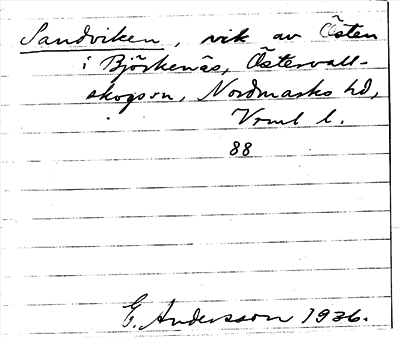 Sandviken, vik av Östen
i Björkenäs, Östervall-
skogs sn, Nordmarks hd,
Vrml l.
88
E. Andersson 1936.